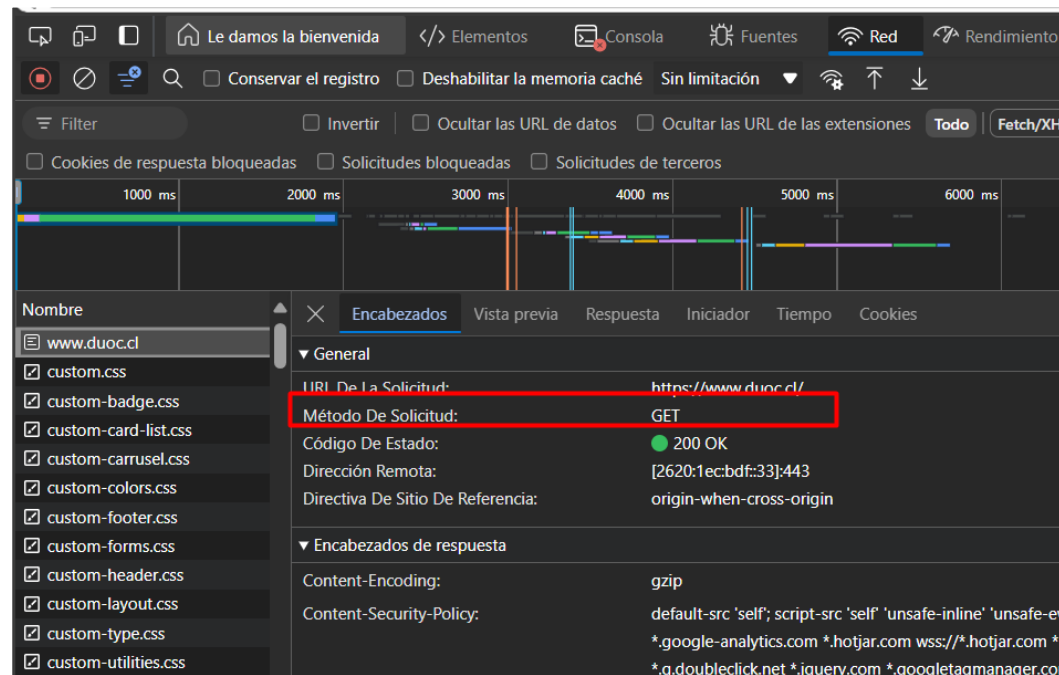 Le damos la bienvenida </> Elementos Consola Fuentes Red Rendimiento
Conservar el registro Deshabilitar la memoria caché Sin limitación
Filter Invertir Ocultar las URL de datos Ocultar las URL de las extensiones Todo Fetch/XH
Cookies de respuesta bloqueadas Solicitudes bloqueadas Solicitudes de terceros
1000 ms 2000 ms 3000 ms 4000 ms 5000 ms 6000 ms
Nombre
www.duoc.cl
custom.css
custom-badge.css
custom-card-list.css
custom-carrusel.css
custom-colors.css
custom-footer.css
custom-forms.css
custom-header.css
custom-layout.css
custom-type.css
custom-utilities.css
Encabezados Vista previa Respuesta Iniciador Tiempo Cookies
General
URL De La Solicitud: https://www.duoc.cl/
Método De Solicitud: GET
Código De Estado: 200 OK
Dirección Remota: [2620:1ec:bdf::33]:443
Directiva De Sitio De Referencia: origin-when-cross-origin
Encabezados de respuesta
Content-Encoding: gzip
Content-Security-Policy: default-src 'self'; script-src 'self' 'unsafe-inline' 'unsafe-e
*.google-analytics.com *.hotjar.com wss://*.hotjar.com *
*.g.doubleclick.net *.jquery.com *.googletagmanager.co